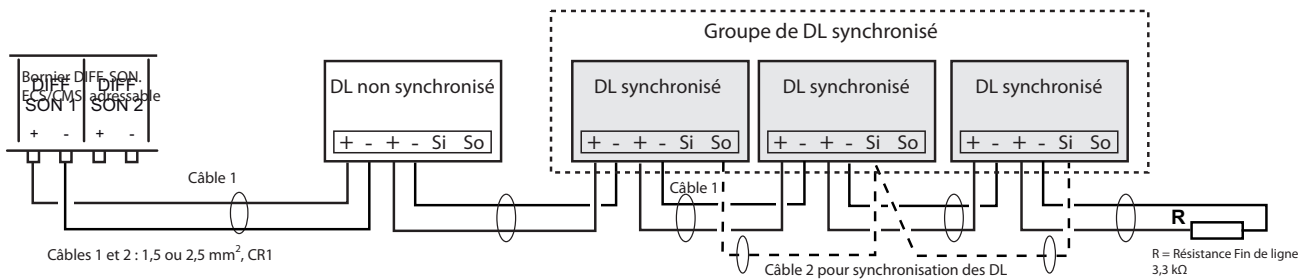 Groupe de DL synchronisé
Bornier DIFF. SON.
ECS/CMSI adressable
DIFF
SON 1
DIFF
SON 2
+ - + -
DL non synchronisé
+ - + - Si So
DL synchronisé
+ - + - Si So
DL synchronisé
+ - + - Si So
DL synchronisé
+ - + - Si So
Câble 1
Câble 1
R
Câbles 1 et 2 : 1,5 ou 2,5 mm², CR1
Câble 2 pour synchronisation des DL
R = Résistance Fin de ligne
3,3 kΩ